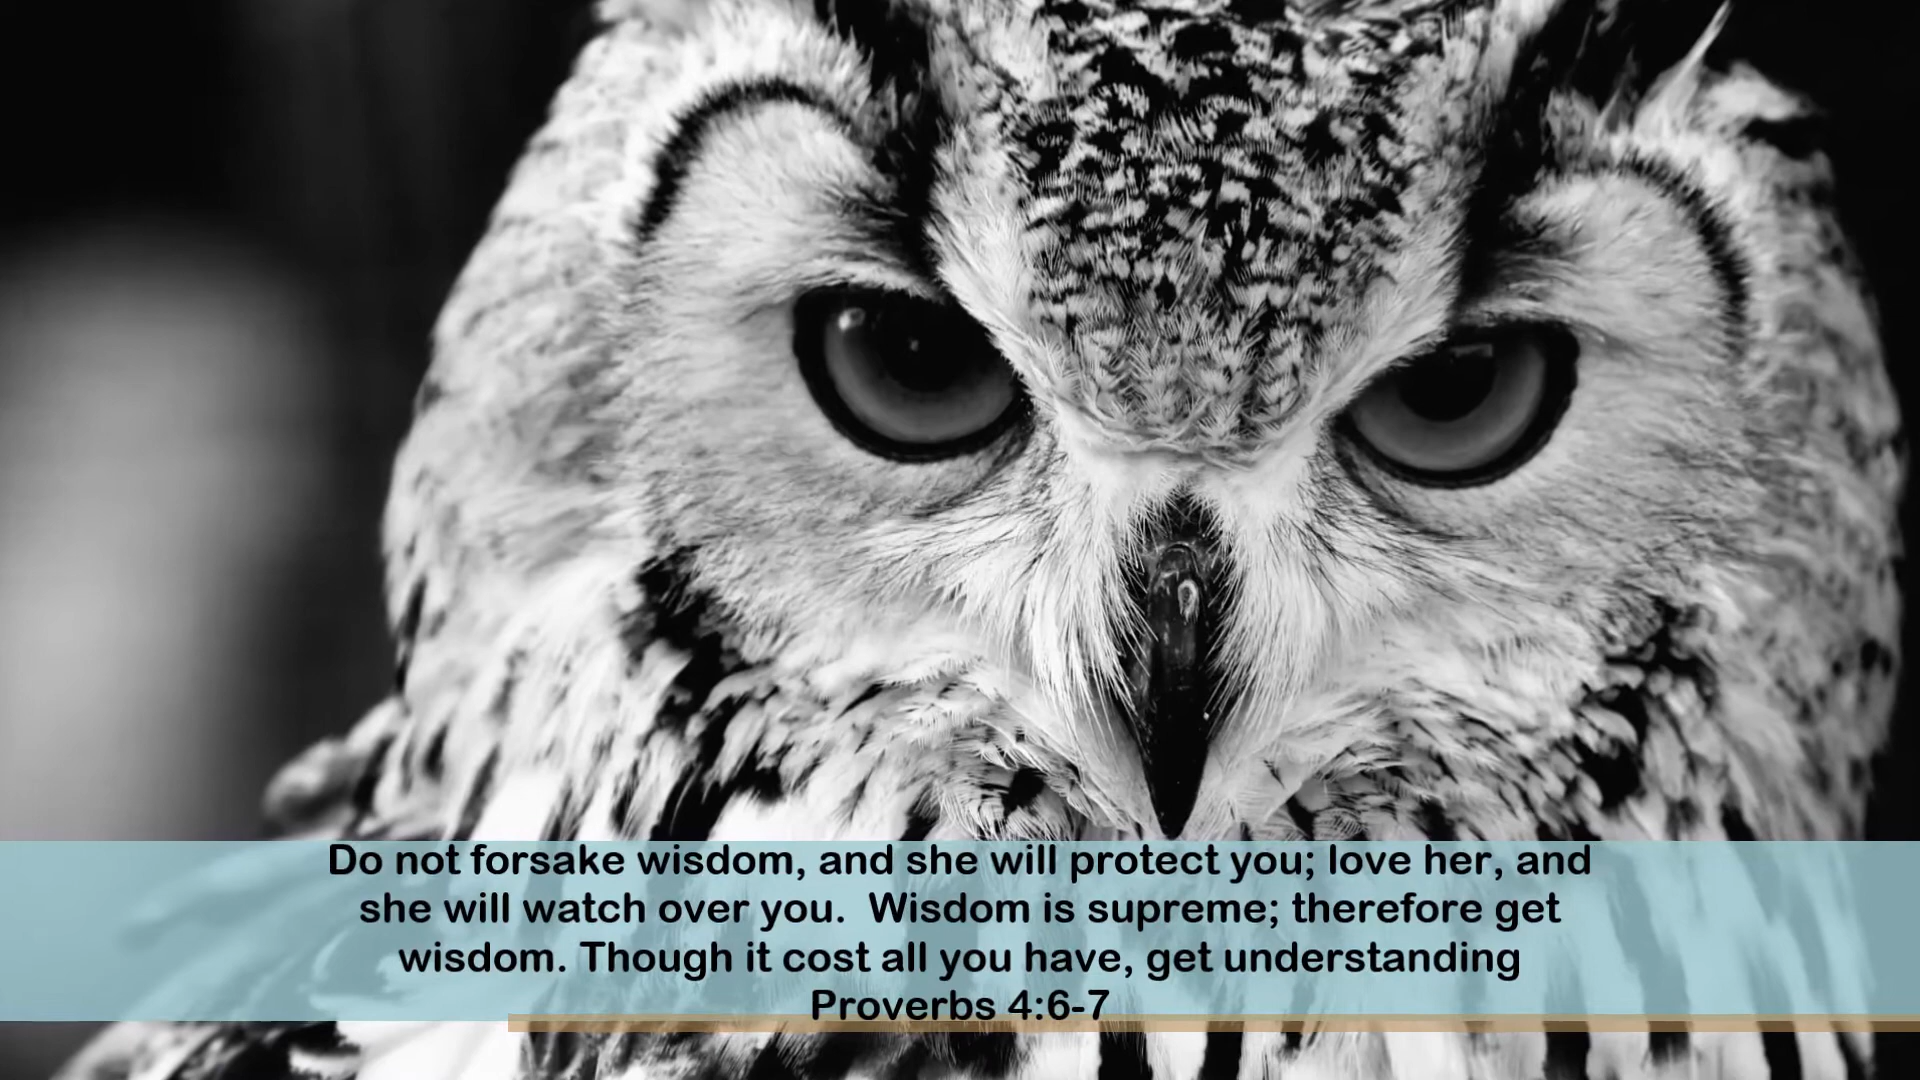 Do not forsake wisdom, and she will protect you; love her, and
she will watch over you.  Wisdom is supreme; therefore get
wisdom. Though it cost all you have, get understanding
Proverbs 4:6-7